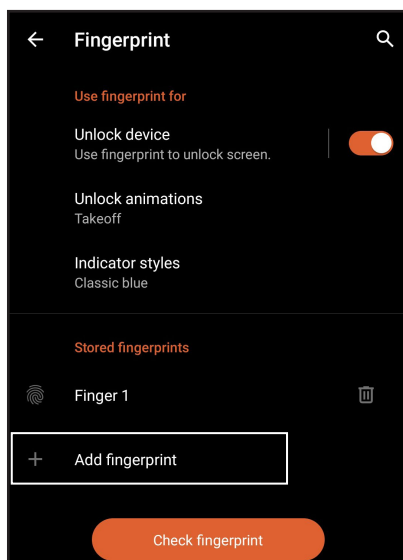 Fingerprint
Use fingerprint for
Unlock device
Use fingerprint to unlock screen.
Unlock animations
Takeoff
Indicator styles
Classic blue
Stored fingerprints
Finger 1
Add fingerprint
Check fingerprint